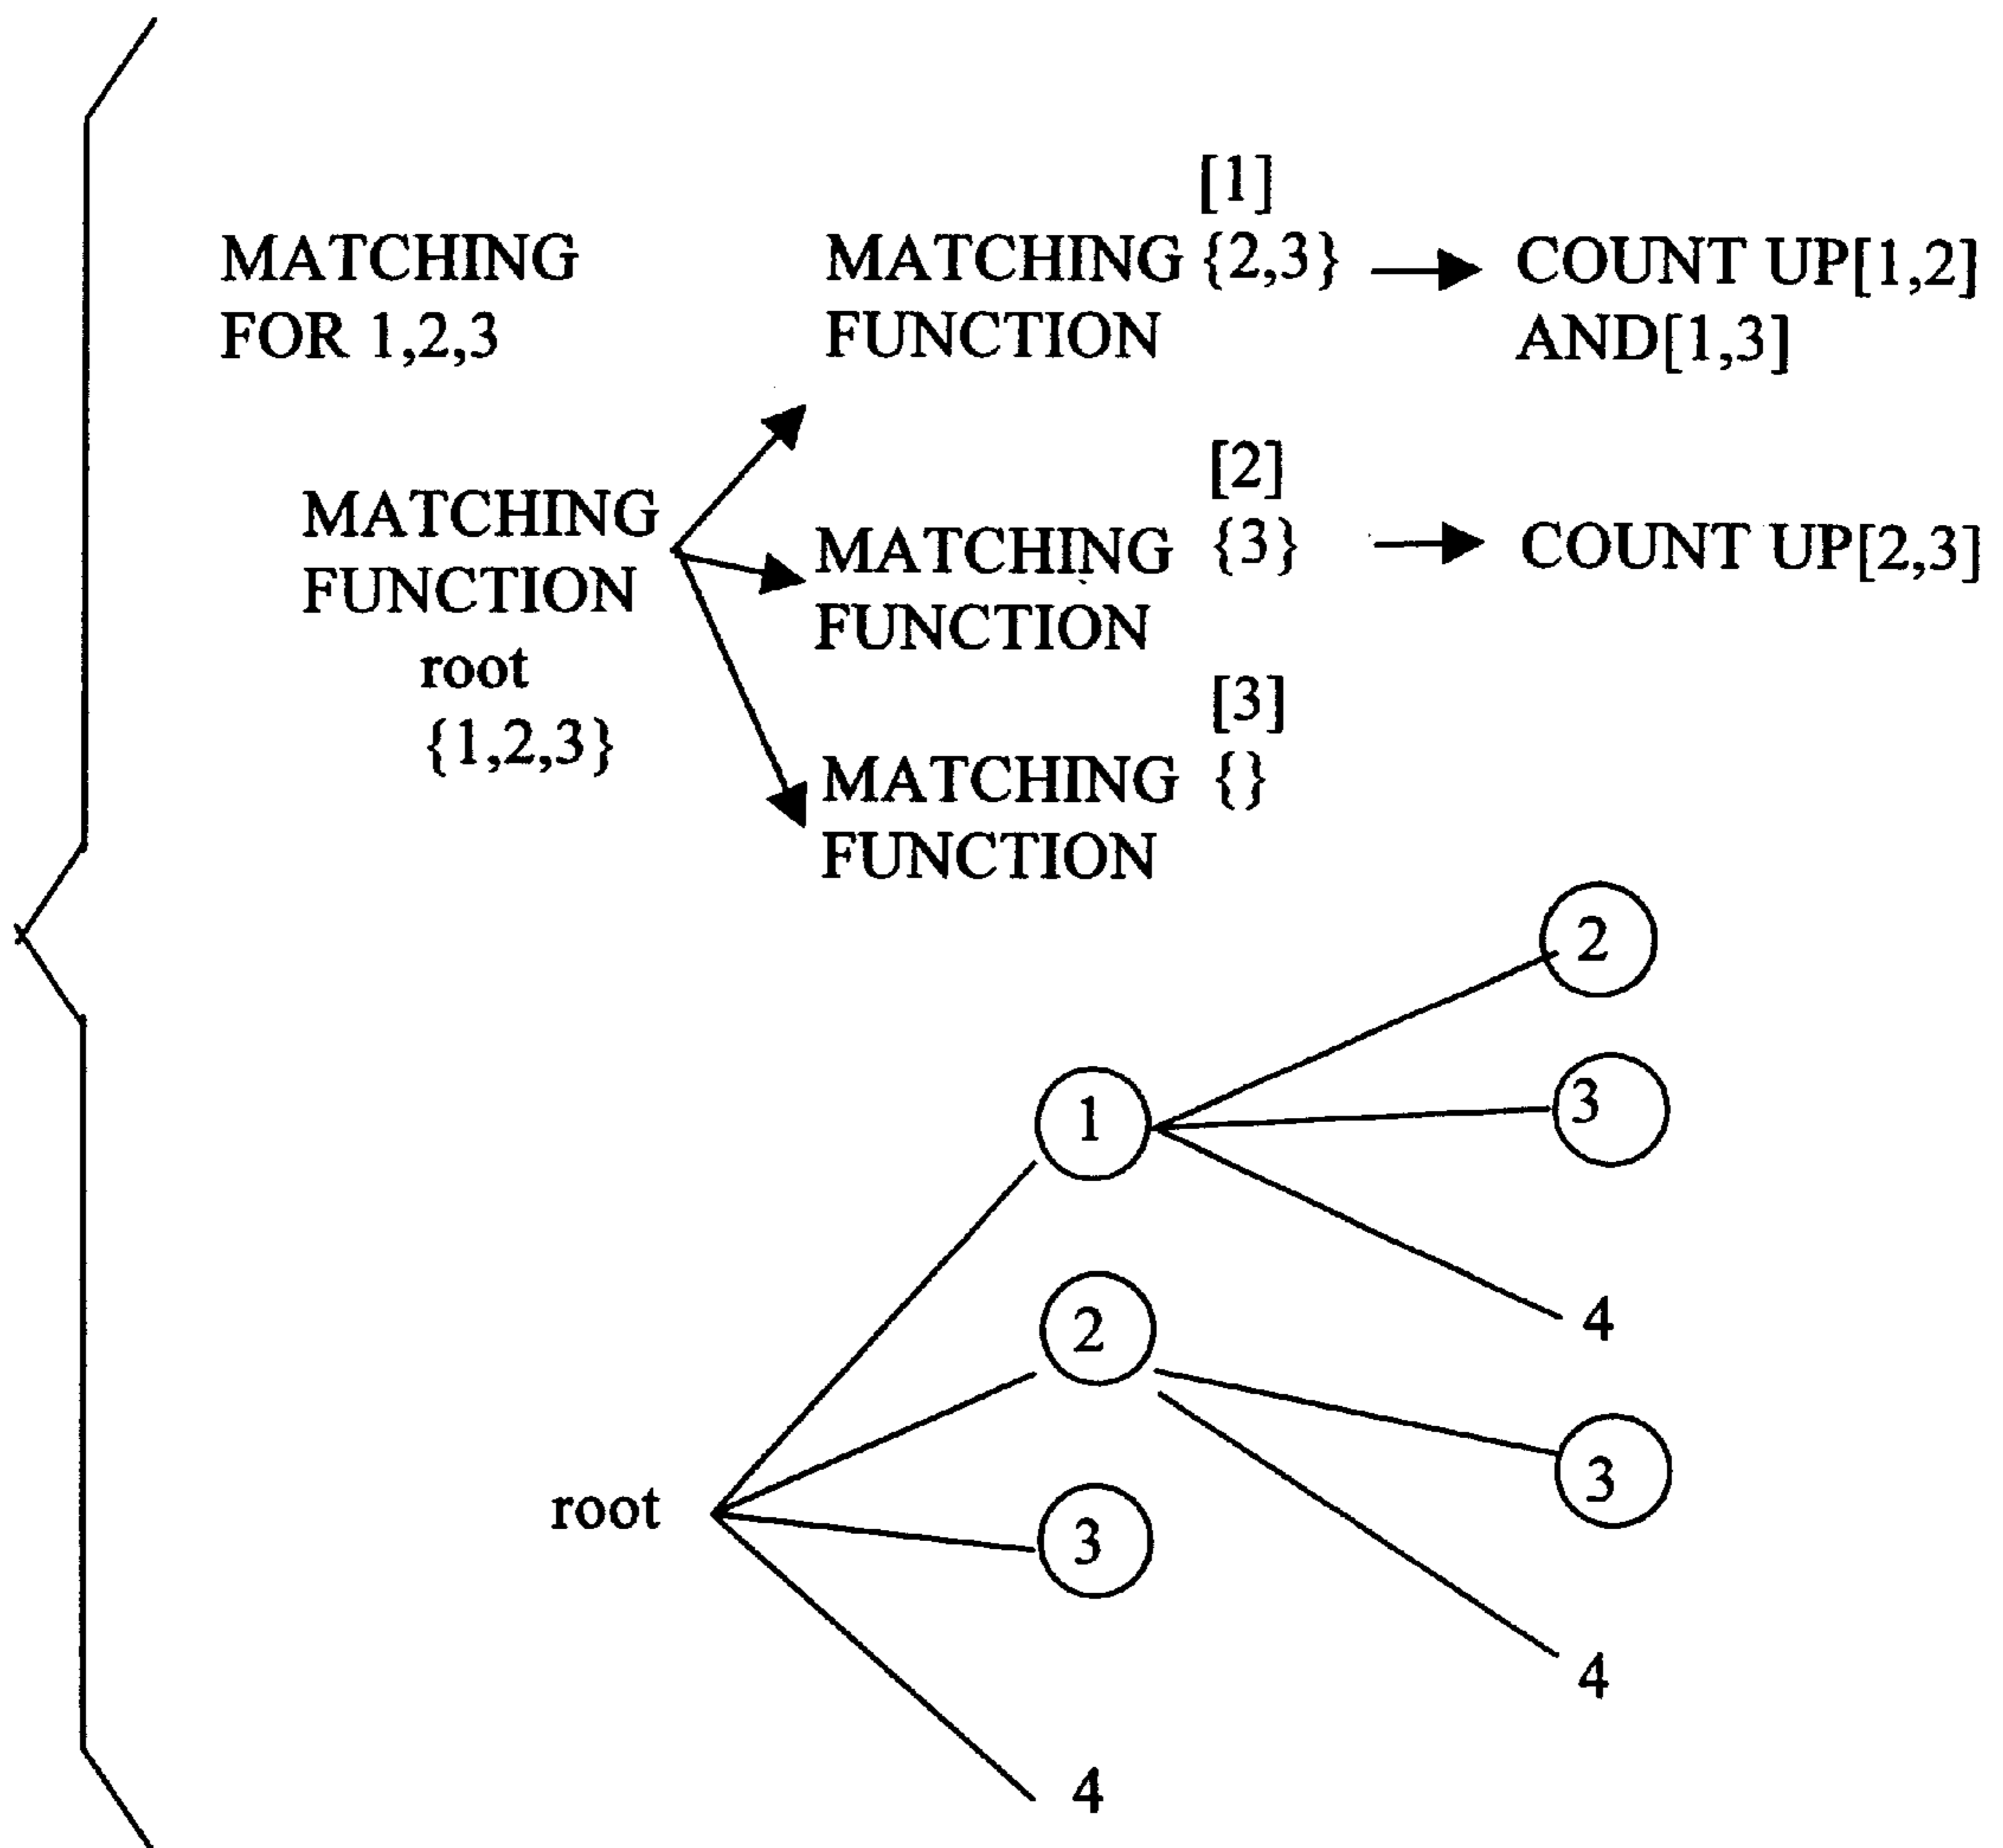 MATCHING
FOR 1,2,3
[1]
MATCHING {2,3}
FUNCTION
COUNT UP[1,2]
AND[1,3]
MATCHING
FUNCTION
root
{1,2,3}
[2]
MATCHING {3}
FUNCTION
COUNT UP[2,3]
[3]
MATCHING {}
FUNCTION
2
1
3
4
2
3
root
3
4
4